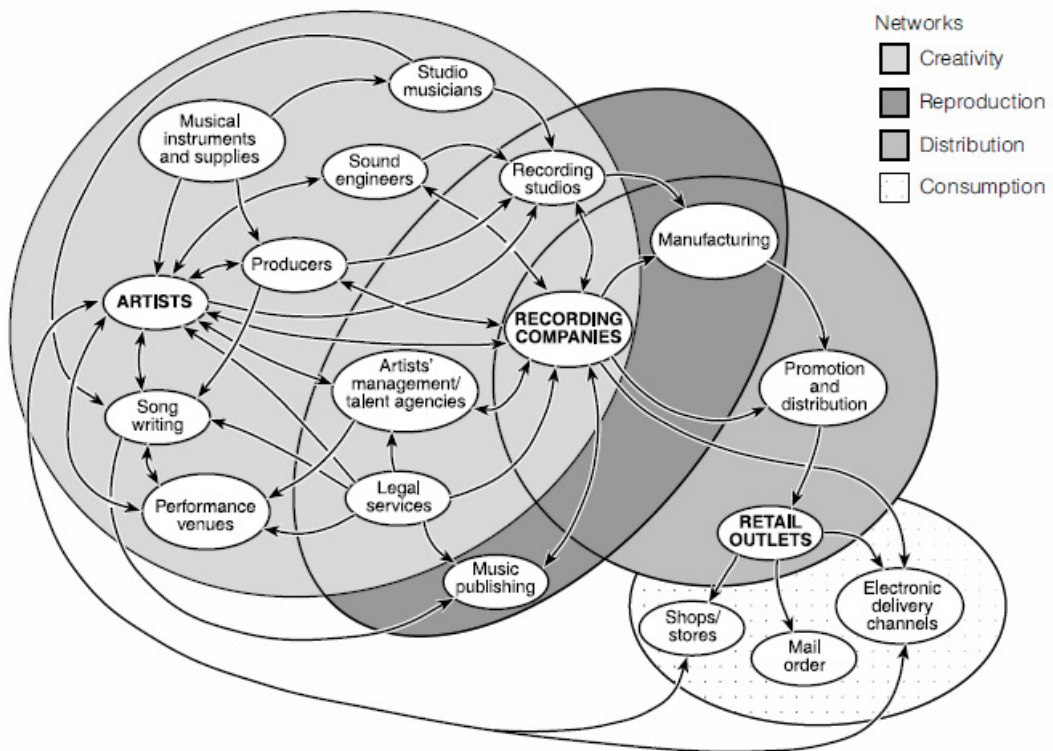 Networks
Creativity
Reproduction
Distribution
Consumption
Studio
musicians
Musical
instruments
and supplies
Sound
engineers
Recording
studios
Manufacturing
Producers
ARTISTS
RECORDING
COMPANIES
Artists'
management/
talent agencies
Promotion
and
distribution
Song
writing
Legal
services
Performance
venues
RETAIL
OUTLETS
Music
publishing
Electronic
delivery
channels
Shops/
stores
Mail
order